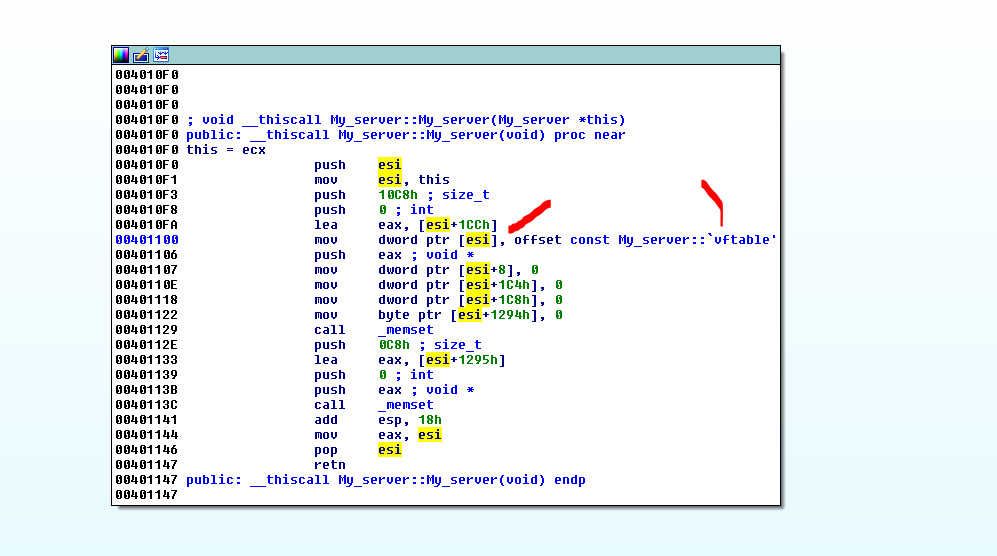 004010F0
004010F0
004010F0
004010F0 ; void __thiscall My_server::My_server(My_server *this)
004010F0 public: __thiscall My_server::My_server(void) proc near
004010F0 this = ecx
004010F0 push esi
004010F1 mov esi, this
004010F3 push 10C8h ; size_t
004010F8 push 0 ; int
004010FA lea eax, [esi+1CCh]
00401100 mov dword ptr [esi], offset const My_server::`vftable'
00401106 push eax ; void *
00401107 mov dword ptr [esi+8], 0
0040110E mov dword ptr [esi+1C4h], 0
00401118 mov dword ptr [esi+1C8h], 0
00401122 mov byte ptr [esi+1294h], 0
00401129 call _memset
0040112E push 0C8h ; size_t
00401133 lea eax, [esi+1295h]
00401139 push 0 ; int
0040113B push eax ; void *
0040113C call _memset
00401141 add esp, 18h
00401144 mov eax, esi
00401146 pop esi
00401147 retn
00401147 public: __thiscall My_server::My_server(void) endp
00401147